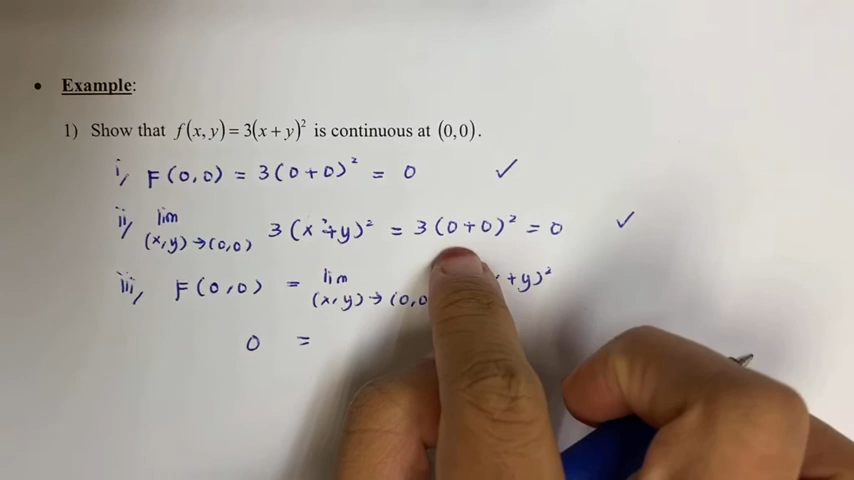 • Example:
1) Show that f(x, y) = 3(x + y)² is continuous at (0,0).
i, F(0,0) = 3(0+0)² = 0 ✓
ii, lim (x,y)→(0,0) 3(x+y)² = 3(0+0)² = 0 ✓
iii, F(0,0) = lim (x,y)→(0,0 +y)²
0 =